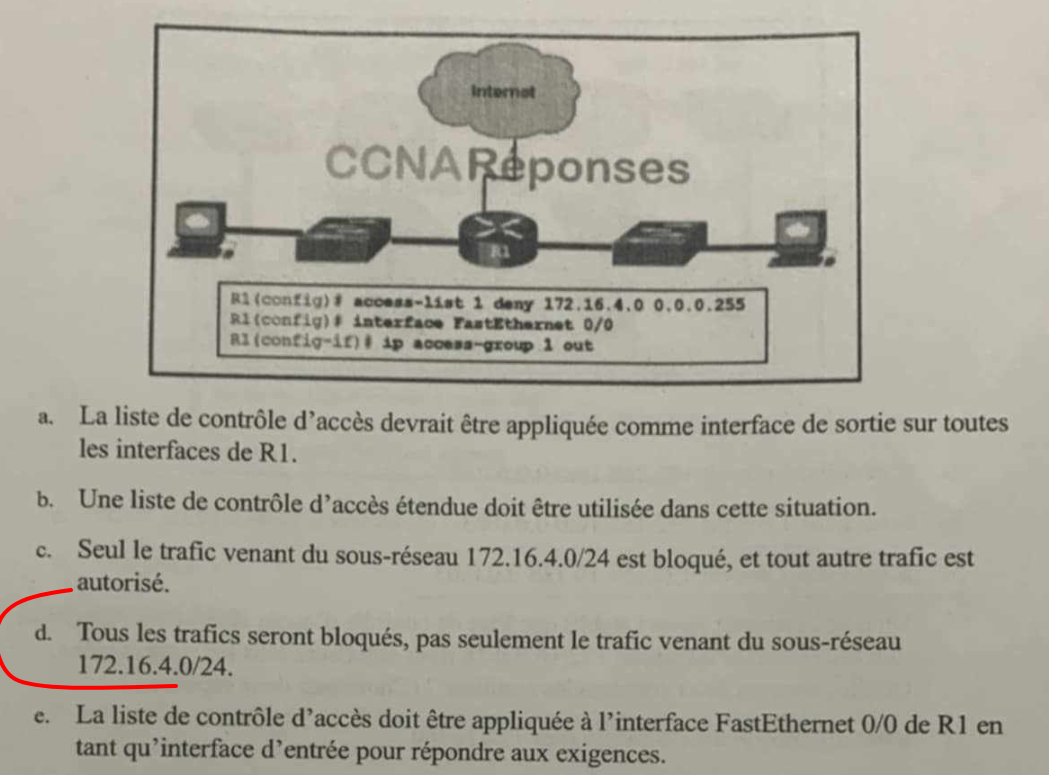 Internet
CCNARéponses
R1
R1(config)# access-list 1 deny 172.16.4.0 0.0.0.255
R1(config)# interface FastEthernet 0/0
R1(config-if)# ip access-group 1 out
a. La liste de contrôle d’accès devrait être appliquée comme interface de sortie sur toutes
les interfaces de R1.
b. Une liste de contrôle d’accès étendue doit être utilisée dans cette situation.
c. Seul le trafic venant du sous-réseau 172.16.4.0/24 est bloqué, et tout autre trafic est
autorisé.
d. Tous les trafics seront bloqués, pas seulement le trafic venant du sous-réseau
172.16.4.0/24.
e. La liste de contrôle d’accès doit être appliquée à l’interface FastEthernet 0/0 de R1 en
tant qu’interface d’entrée pour répondre aux exigences.